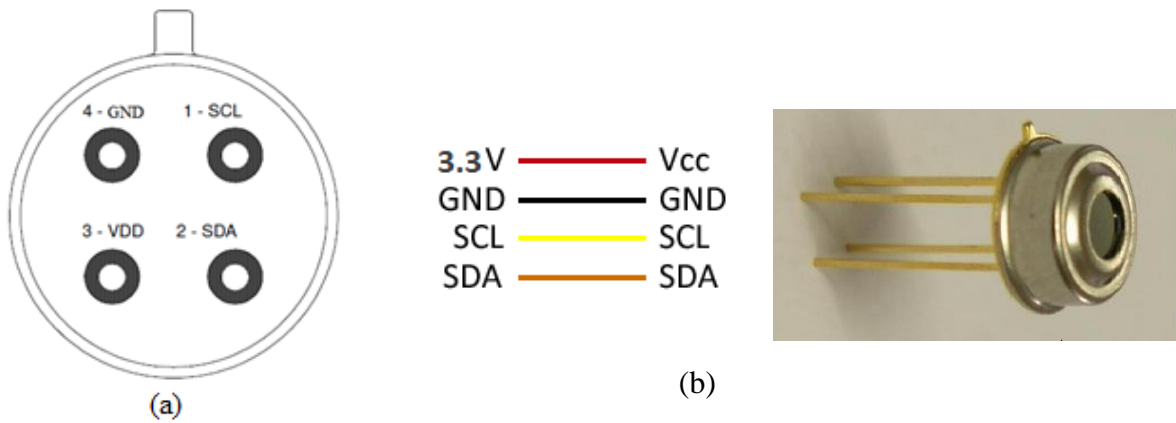 4 - GND 1 - SCL
3 - VDD 2 - SDA
(a)
3.3V Vcc
GND GND
SCL SCL
SDA SDA
(b)